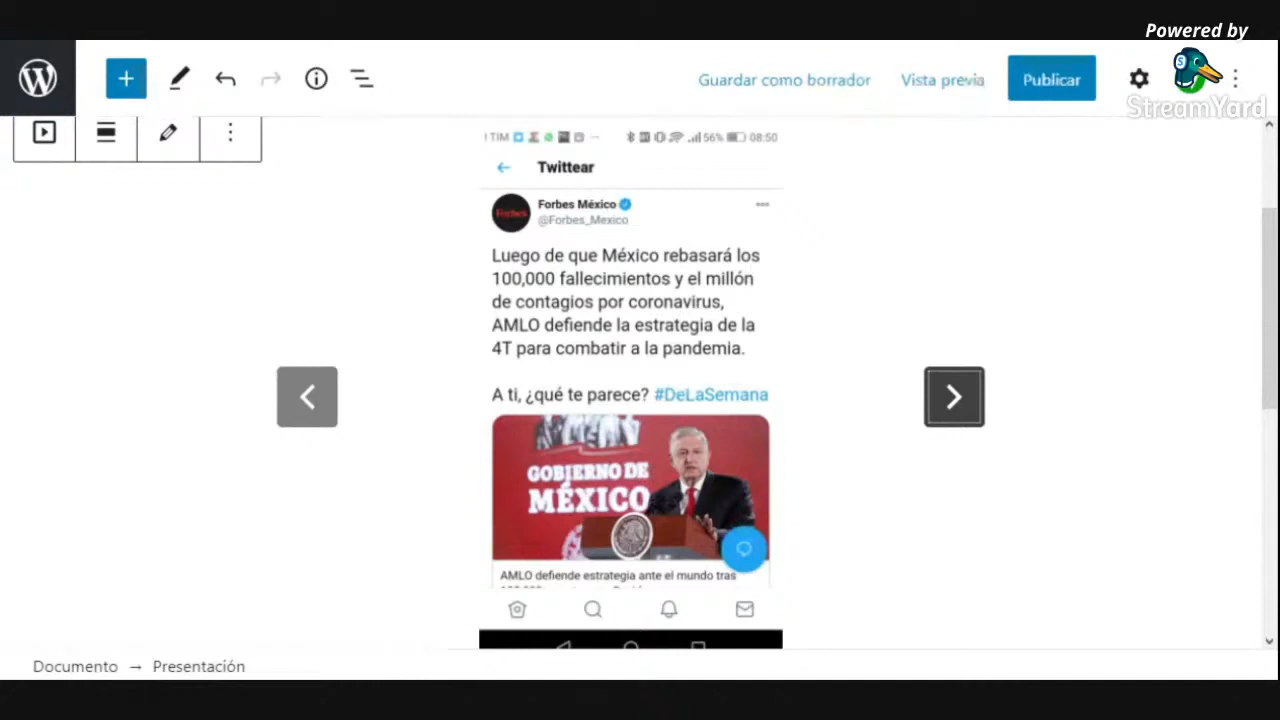 Powered by
StreamYard
Guardar como borrador
Vista previa
Publicar
TIM
56% 08:50
Twittear
Forbes
Forbes México
@Forbes_Mexico
Luego de que México rebasará los
100,000 fallecimientos y el millón
de contagios por coronavirus,
AMLO defiende la estrategia de la
4T para combatir a la pandemia.
A ti, ¿qué te parece? #DeLaSemana
GOBIERNO DE
MÉXICO
AMLO defiende estrategia ante el mundo tras
Documento → Presentación